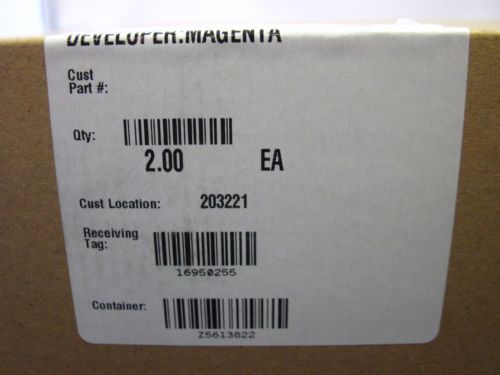 DEVELOPER:MAGENTA
Cust
Part #:
Qty:
2.00 EA
Cust Location: 203221
Receiving
Tag:
16950255
Container:
Z5613822